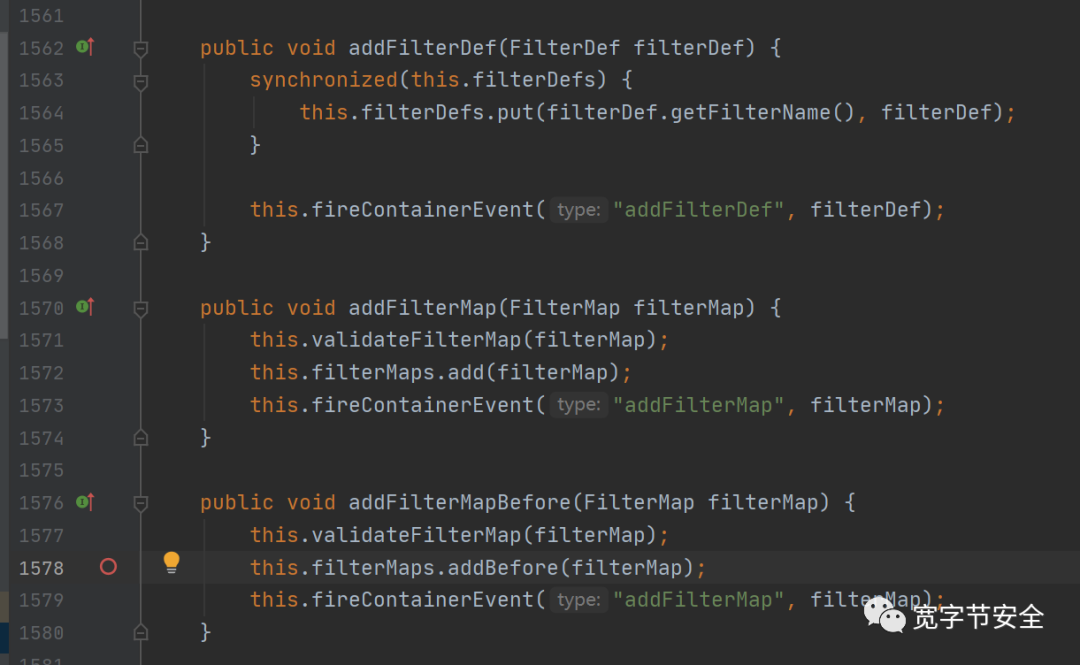 1561
1562 public void addFilterDef(FilterDef filterDef) {
1563 synchronized(this.filterDefs) {
1564 this.filterDefs.put(filterDef.getFilterName(), filterDef);
1565 }
1566
1567 this.fireContainerEvent( type: "addFilterDef", filterDef);
1568 }
1569
1570 public void addFilterMap(FilterMap filterMap) {
1571 this.validateFilterMap(filterMap);
1572 this.filterMaps.add(filterMap);
1573 this.fireContainerEvent( type: "addFilterMap", filterMap);
1574 }
1575
1576 public void addFilterMapBefore(FilterMap filterMap) {
1577 this.validateFilterMap(filterMap);
1578 this.filterMaps.addBefore(filterMap);
1579 this.fireContainerEvent( type: "addFilterMap", filterMap);
宽字节安全
1580 }
1581